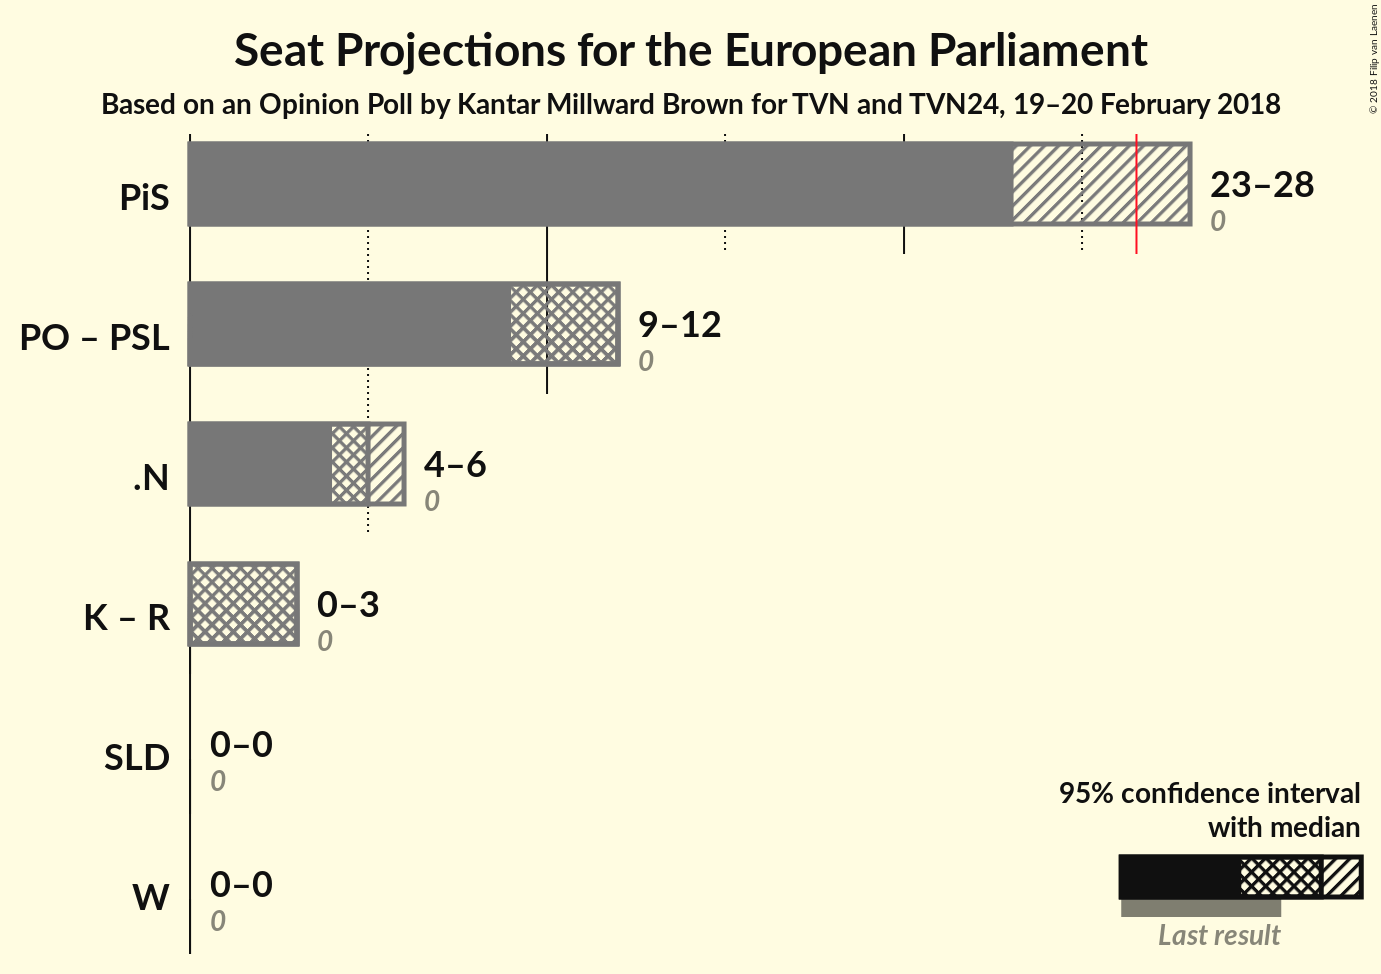 Seat Projections for the European Parliament
Based on an Opinion Poll by Kantar Millward Brown for TVN and TVN24, 19–20 February 2018
© 2018 Filip van Laenen
PiS
23–28
0
PO – PSL
9–12
0
.N
4–6
0
K – R
0–3
0
SLD
0–0
0
W
0–0
0
95% confidence interval
with median
Last result